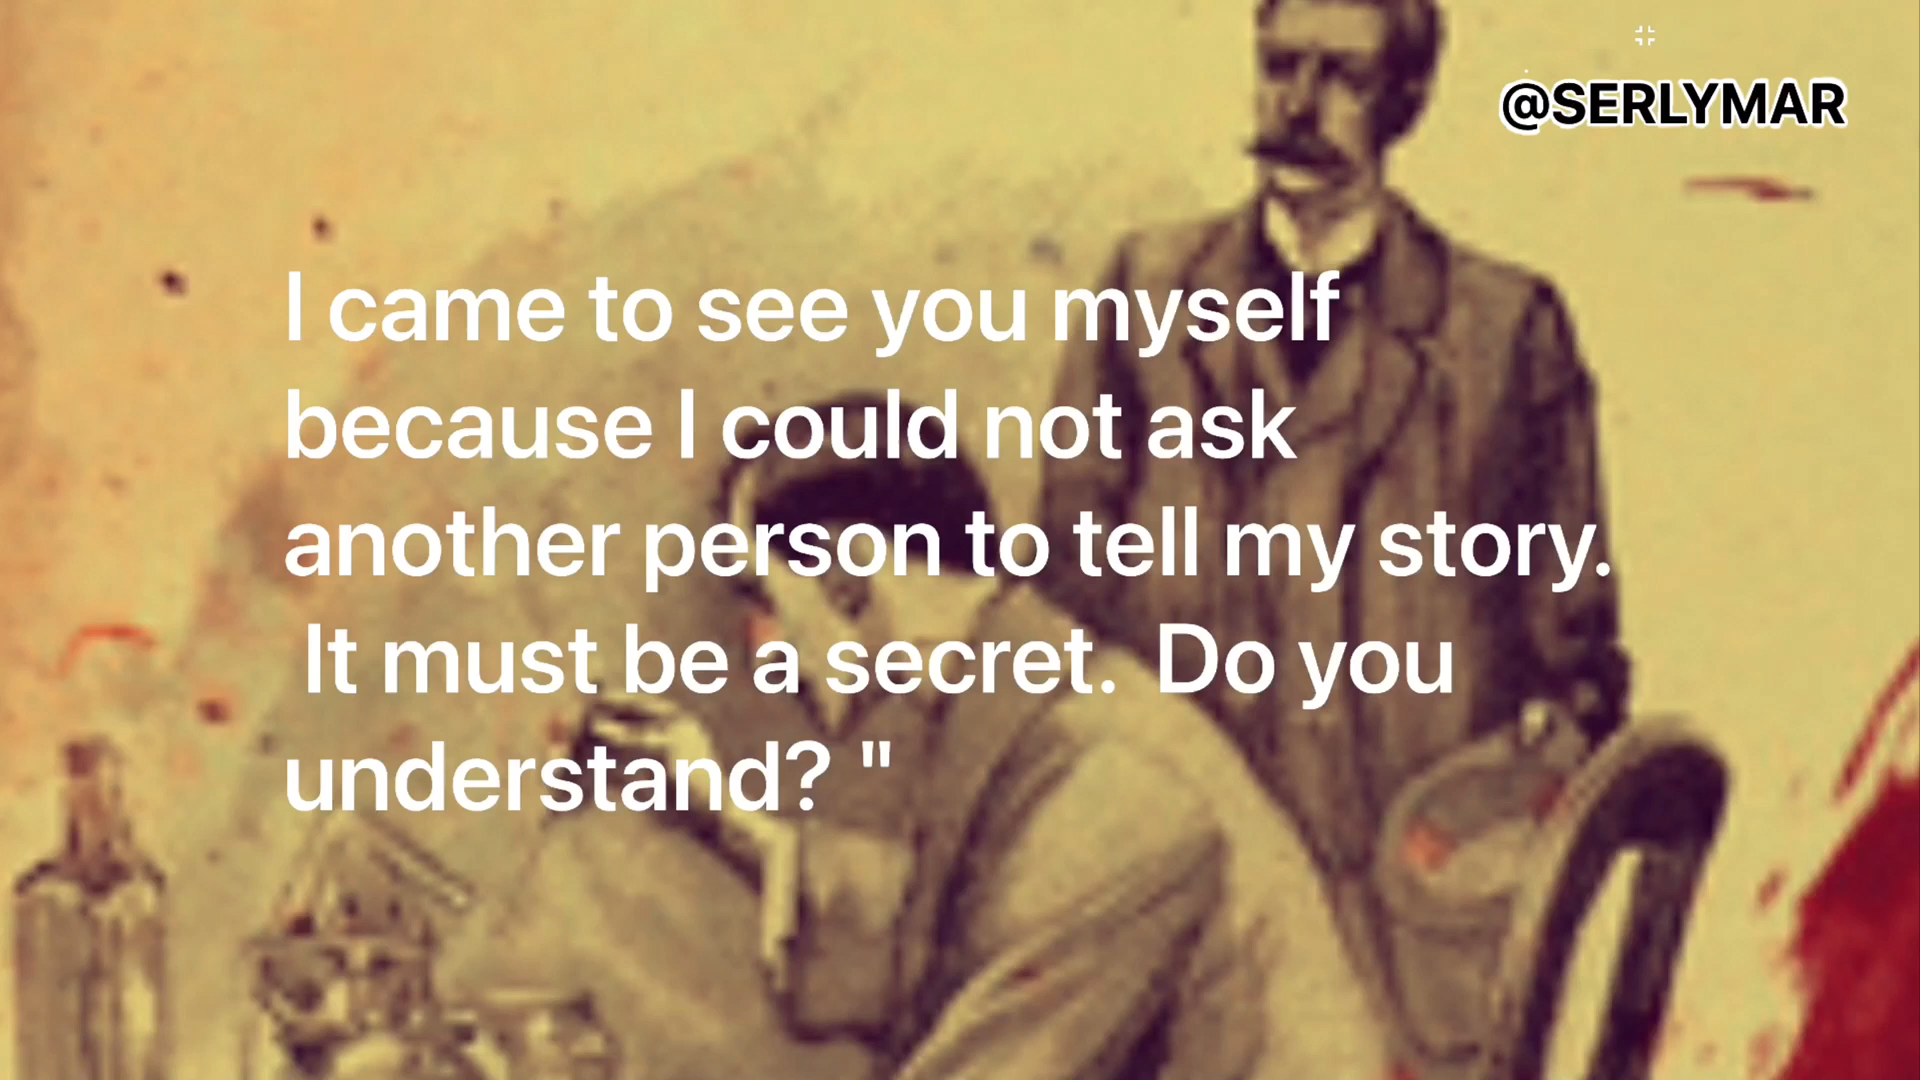 @SERLYMAR
I came to see you myself
because I could not ask
another person to tell my story.
It must be a secret. Do you
understand? "